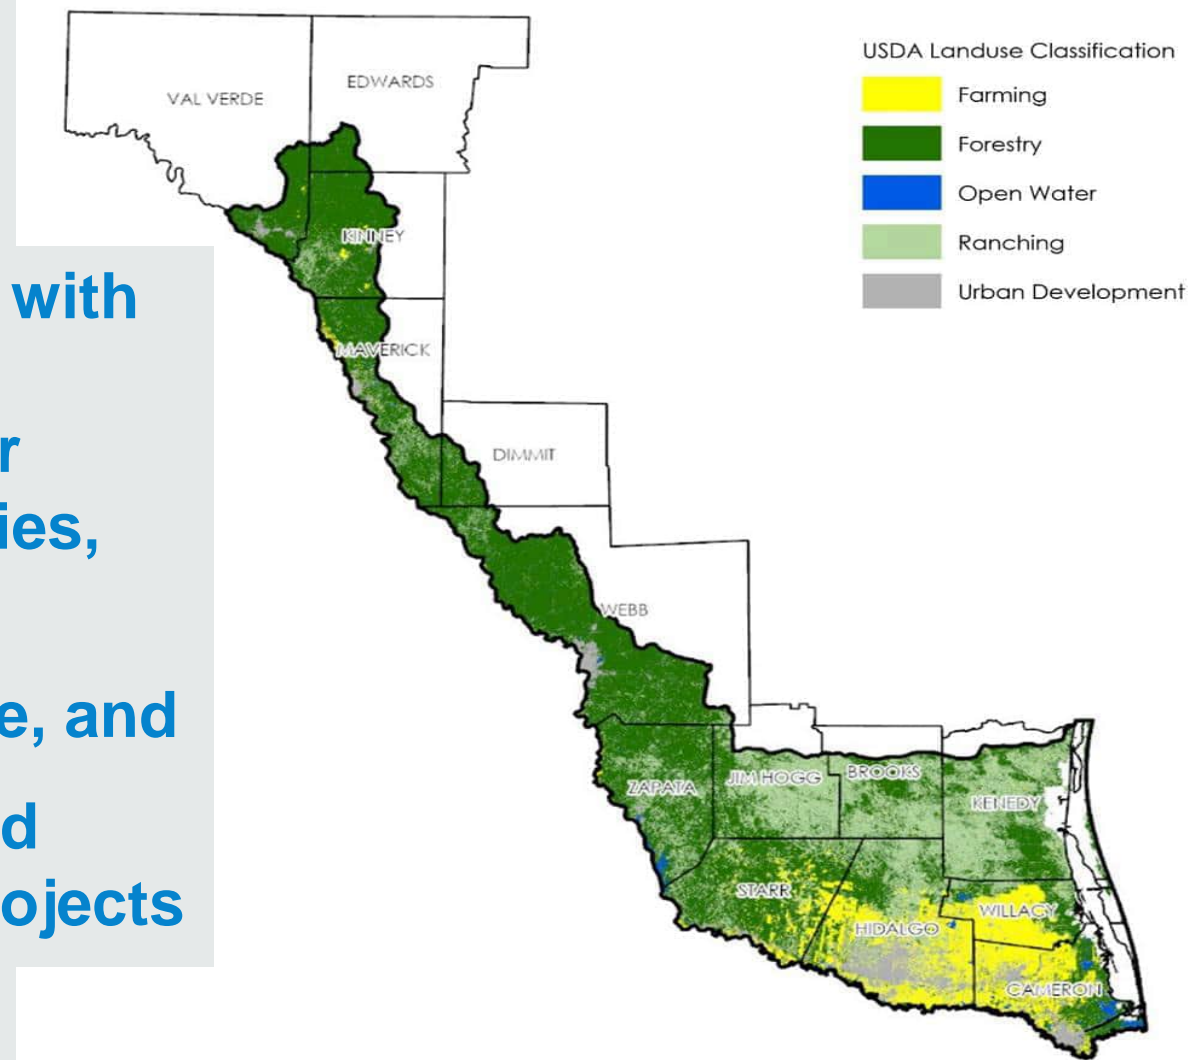 with
r
ies,
e, and
d
ojects
USDA Landuse Classification
Farming
Forestry
Open Water
Ranching
Urban Development
VAL VERDE
EDWARDS
KINNEY
MAVERICK
DIMMIT
WEBB
ZAPATA
JIM HOGG
BROOKS
KENEDY
STARR
HIDALGO
WILLACY
CAMERON